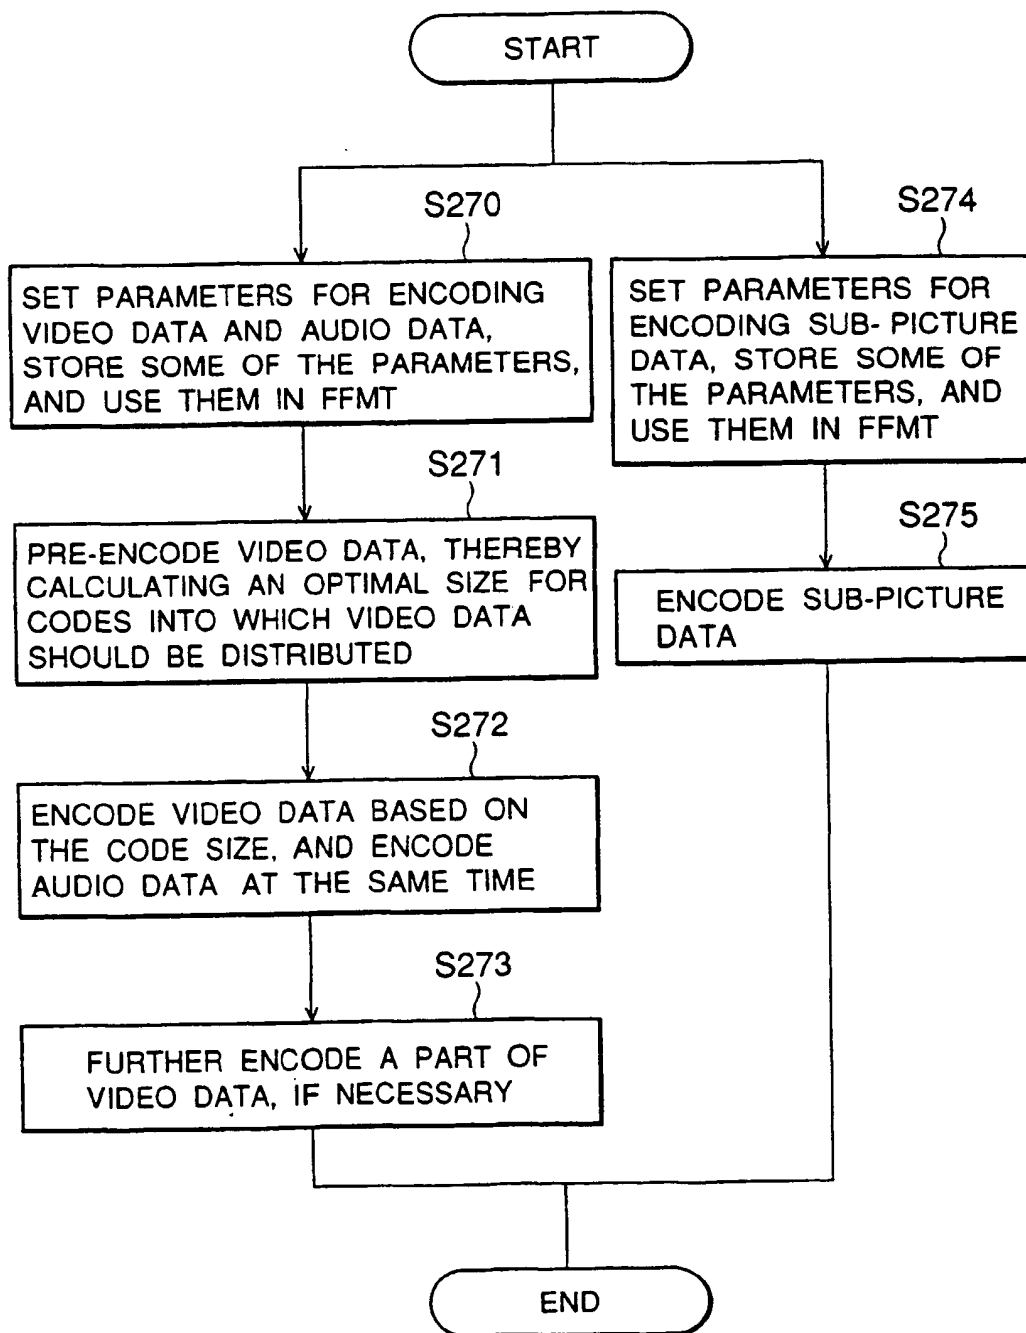 START
S270
SET PARAMETERS FOR ENCODING
VIDEO DATA AND AUDIO DATA,
STORE SOME OF THE PARAMETERS,
AND USE THEM IN FFMT
S271
PRE-ENCODE VIDEO DATA, THEREBY
CALCULATING AN OPTIMAL SIZE FOR
CODES INTO WHICH VIDEO DATA
SHOULD BE DISTRIBUTED
S272
ENCODE VIDEO DATA BASED ON
THE CODE SIZE, AND ENCODE
AUDIO DATA AT THE SAME TIME
S273
FURTHER ENCODE A PART OF
VIDEO DATA, IF NECESSARY
S274
SET PARAMETERS FOR
ENCODING SUB-PICTURE
DATA, STORE SOME OF
THE PARAMETERS, AND
USE THEM IN FFMT
S275
ENCODE SUB-PICTURE
DATA
END